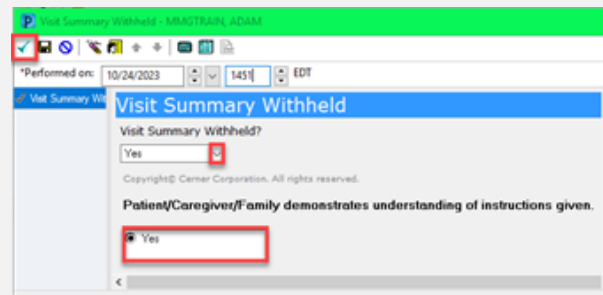 Visit Summary Withheld - MMGTRAIN, ADAM
*Performed on: 10/24/2023 1451 EDT
Visit Summary Wit
Visit Summary Withheld
Visit Summary Withheld?
Yes
Copyright© Cerner Corporation. All rights reserved.
Patient/Caregiver/Family demonstrates understanding of instructions given.
Yes